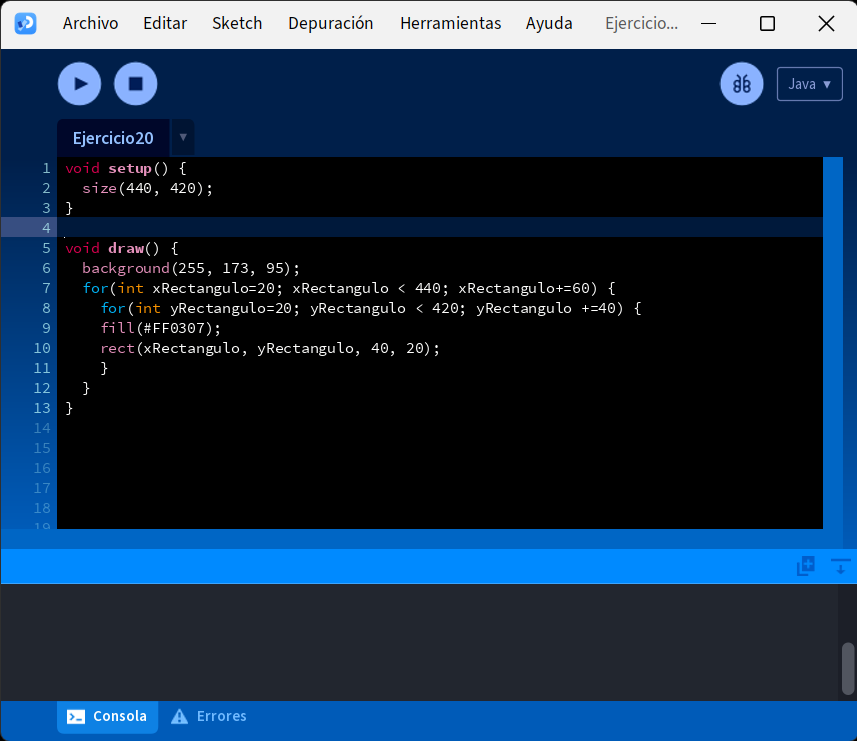 Archivo Editar Sketch Depuración Herramientas Ayuda Ejercicio...
Java ▾
Ejercicio20 ▾
1 void setup() {
2   size(440, 420);
3 }
4
5 void draw() {
6   background(255, 173, 95);
7   for(int xRectangulo=20; xRectangulo < 440; xRectangulo+=60) {
8     for(int yRectangulo=20; yRectangulo < 420; yRectangulo +=40) {
9     fill(#FF0307);
10     rect(xRectangulo, yRectangulo, 40, 20);
11     }
12   }
13 }
14
15
16
17
18
19
Consola Errores